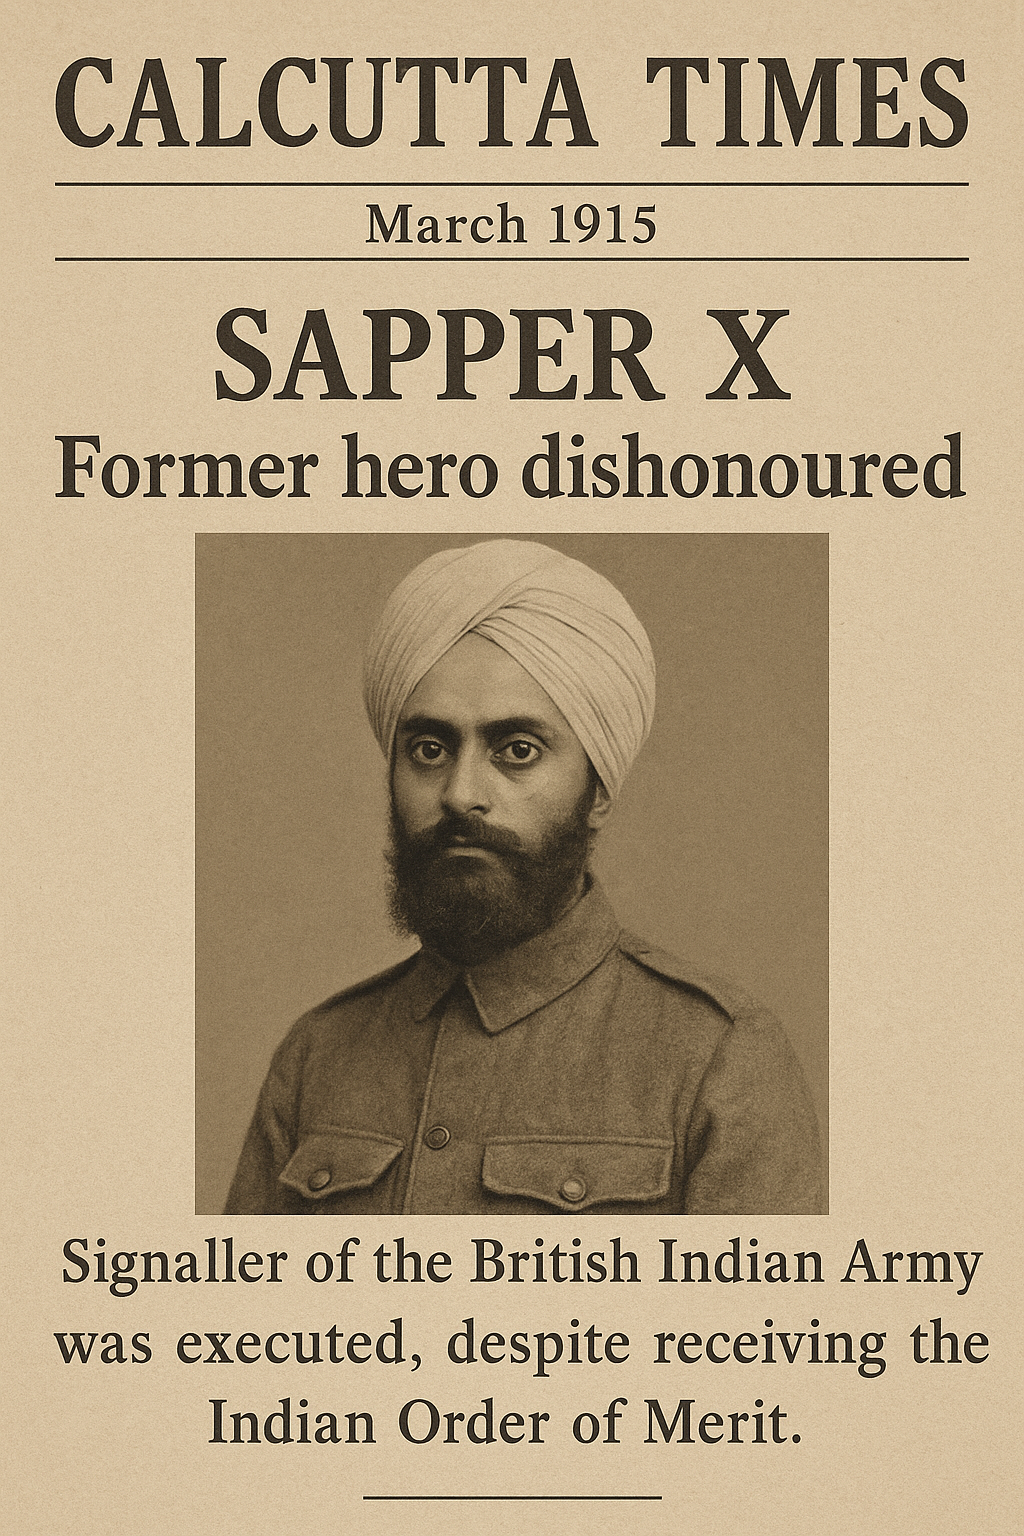 CALCUTTA TIMES
March 1915
SAPPER X
Former hero dishonoured
Signaller of the British Indian Army
was executed, despite receiving the
Indian Order of Merit.